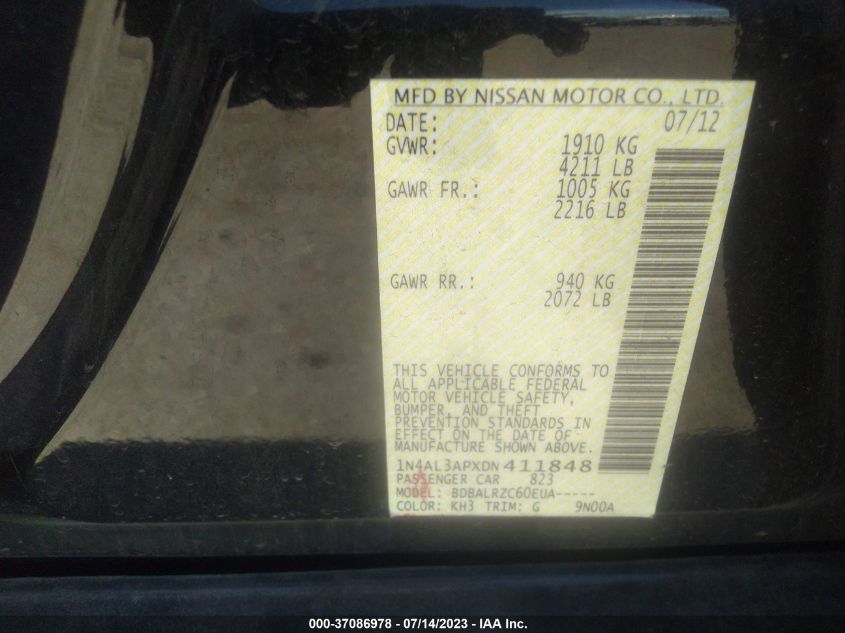 MFD BY NISSAN MOTOR CO., LTD.
DATE: 07/12
GVWR: 1910 KG
4211 LB
GAWR FR.: 1005 KG
2216 LB
GAWR RR.: 940 KG
2072 LB
THIS VEHICLE CONFORMS TO
ALL APPLICABLE FEDERAL
MOTOR VEHICLE SAFETY,
BUMPER, AND THEFT
PREVENTION STANDARDS IN
EFFECT ON THE DATE OF
MANUFACTURE SHOWN ABOVE.
1N4AL3APXDN411848
PASSENGER CAR 823
MODEL: BDBALRZC60EUA-----
COLOR: KH3 TRIM: G 9N00A
000-37086978 - 07/14/2023 - IAA Inc.